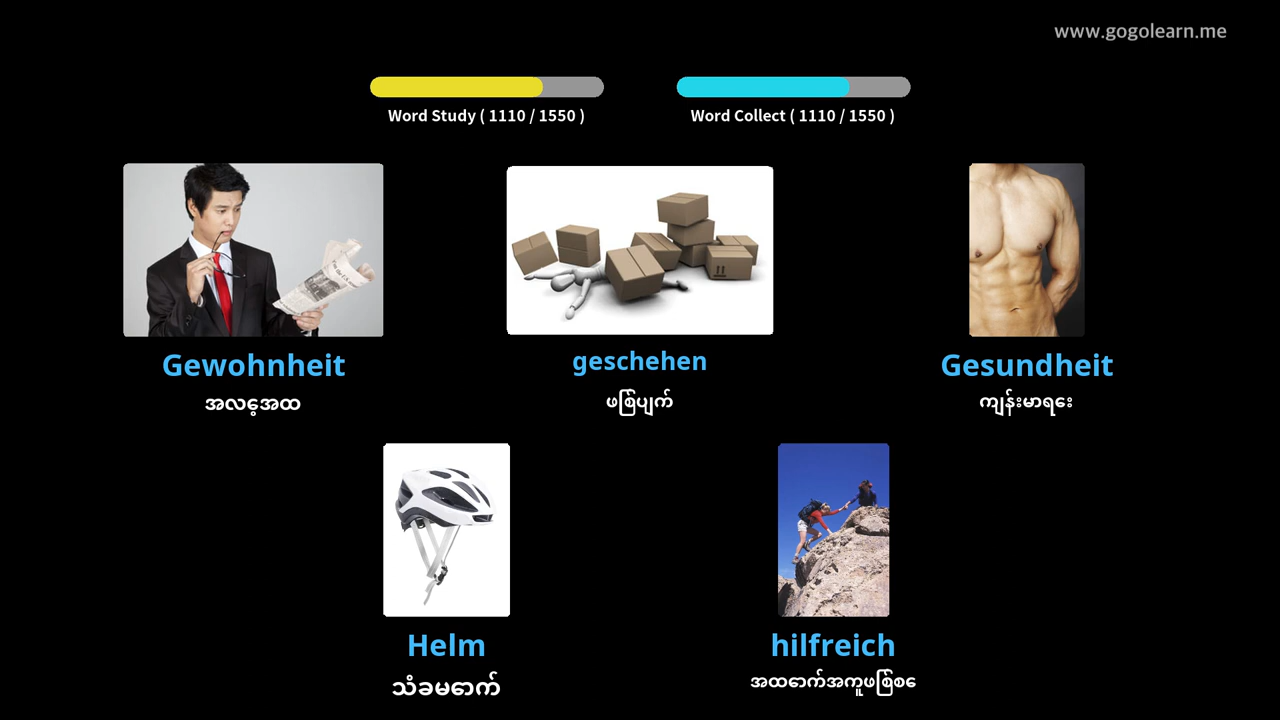 www.gogolearn.me
Word Study ( 1110 / 1550 )
Word Collect ( 1110 / 1550 )
Gewohnheit
အလေ့အထ
geschehen
ဖြစ်ပျက်
Gesundheit
ကျန်းမာရေး
Helm
သံခမောက်
hilfreich
အထောက်အကူဖြစ်စေ